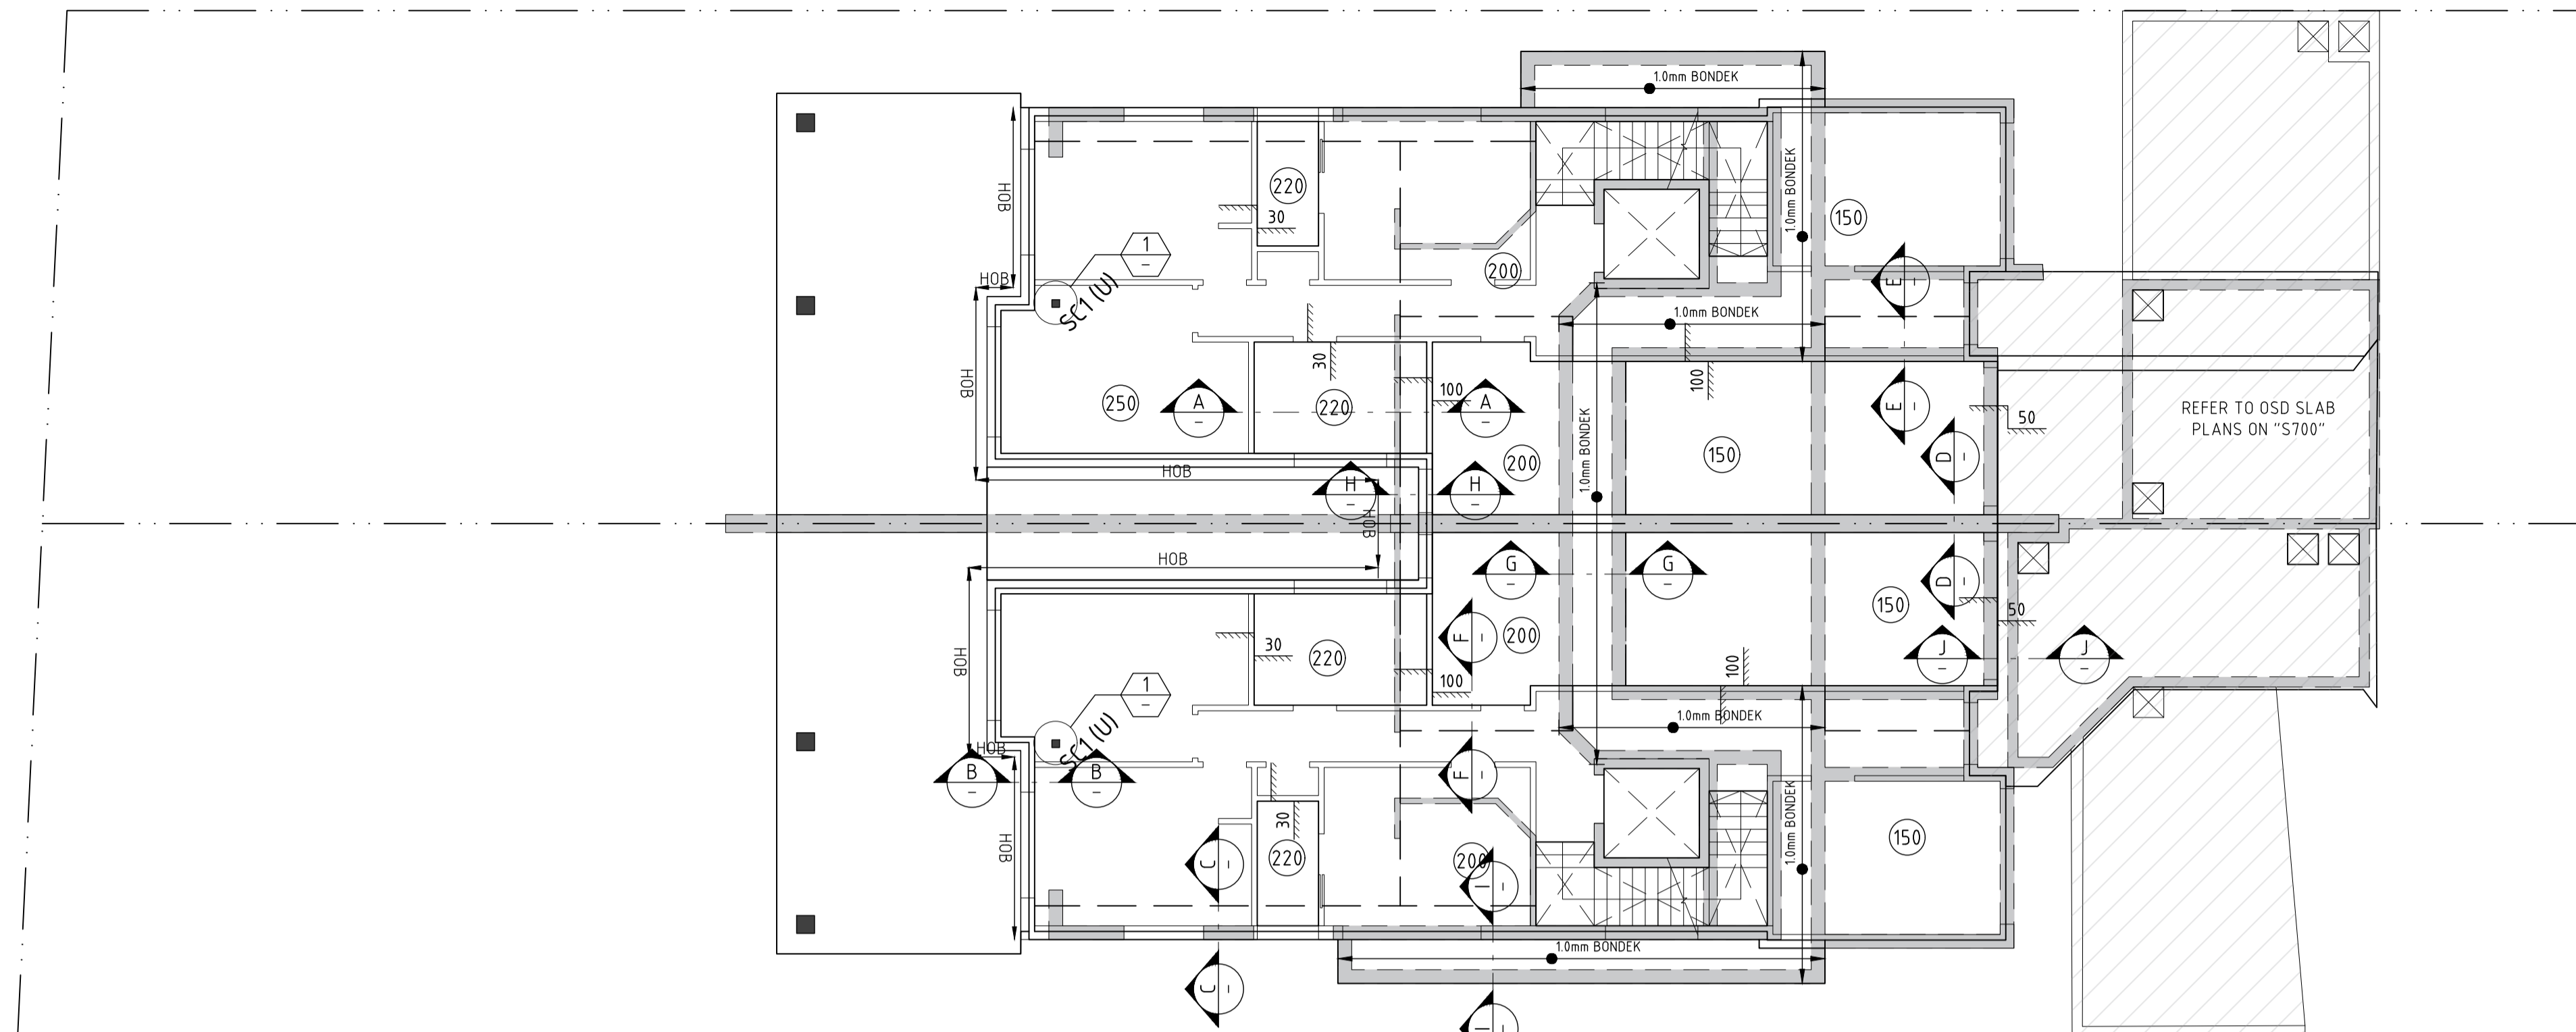 1.0mm BONDEK
220
30
HOB
1.0mm BONDEK
150
1
–
200
E
–
HOB
SC1 (U)
1.0mm BONDEK
30
100
HOB
250
A
–
220
100
A
–
1.0mm BONDEK
E
–
50
REFER TO OSD SLAB
PLANS ON "S700"
200
150
D
–
HOB
H
–
H
–
HOB
HOB
G
–
G
–
D
–
150
50
F
–
200
HOB
30
220
J
–
J
–
100
1
–
100
SC1 (U)
1.0mm BONDEK
HOB
B
–
B
–
F
–
HOB
30
220
1.0mm BONDEK
150
C
–
200
I
–
1.0mm BONDEK
C
–
I